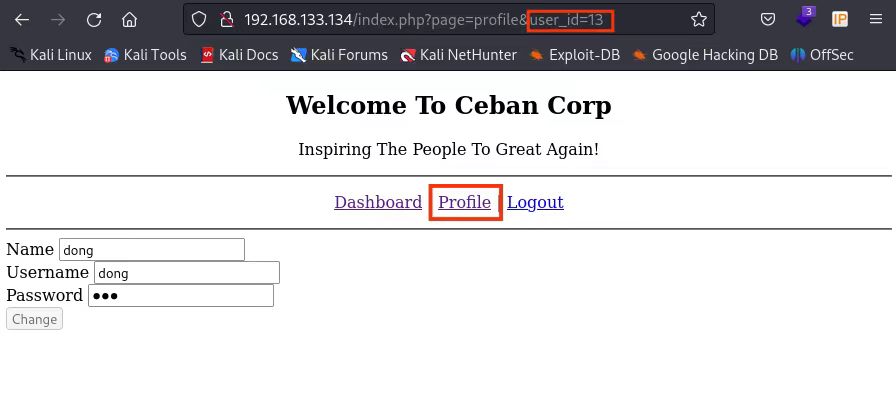 192.168.133.134/index.php?page=profile&user_id=13
3
IP
Kali Linux Kali Tools Kali Docs Kali Forums Kali NetHunter Exploit-DB Google Hacking DB OffSec
Welcome To Ceban Corp
Inspiring The People To Great Again!
Dashboard Profile | Logout
Name dong
Username dong
Password ●●●
Change